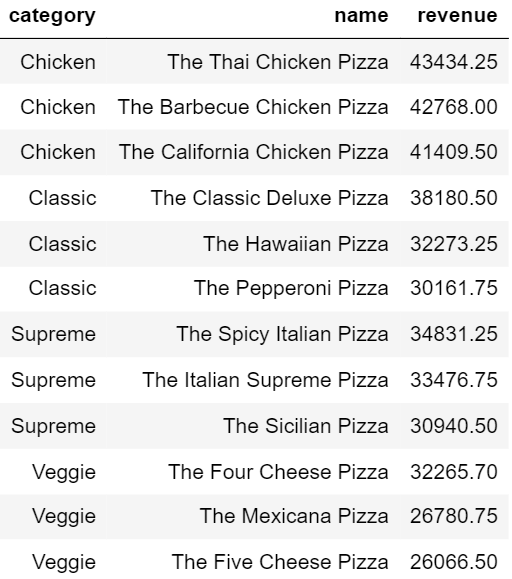 category name revenue
Chicken The Thai Chicken Pizza 43434.25
Chicken The Barbecue Chicken Pizza 42768.00
Chicken The California Chicken Pizza 41409.50
Classic The Classic Deluxe Pizza 38180.50
Classic The Hawaiian Pizza 32273.25
Classic The Pepperoni Pizza 30161.75
Supreme The Spicy Italian Pizza 34831.25
Supreme The Italian Supreme Pizza 33476.75
Supreme The Sicilian Pizza 30940.50
Veggie The Four Cheese Pizza 32265.70
Veggie The Mexicana Pizza 26780.75
Veggie The Five Cheese Pizza 26066.50